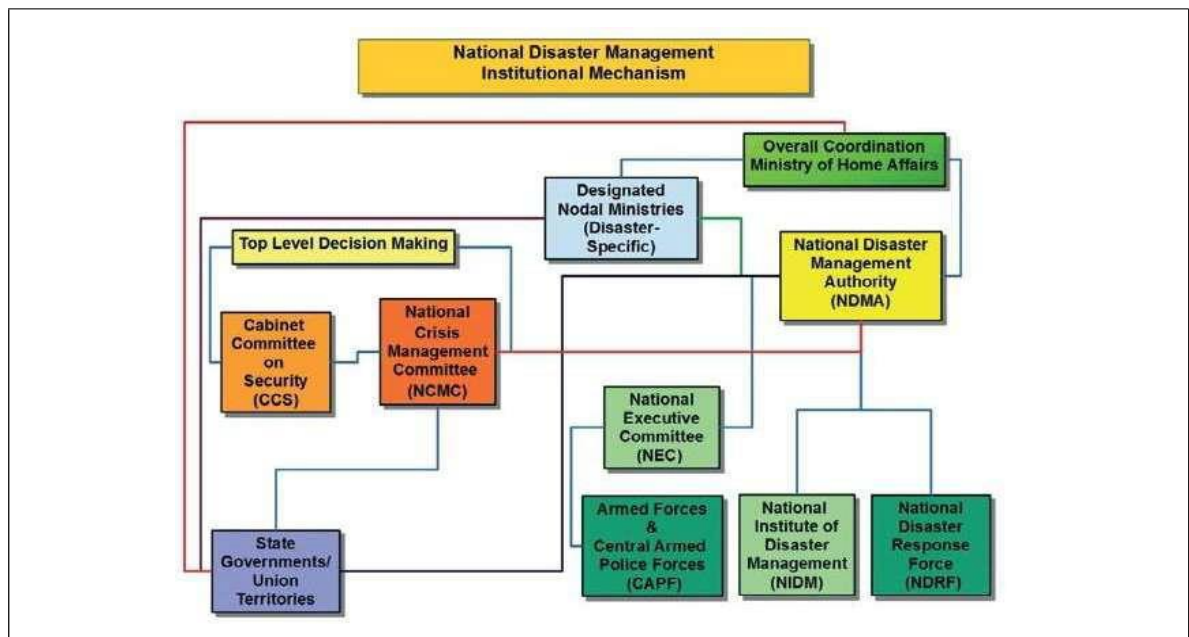 National Disaster Management
Institutional Mechanism
Overall Coordination
Ministry of Home Affairs
Designated
Nodal Ministries
(Disaster-
Specific)
Top Level Decision Making
National Disaster
Management
Authority
(NDMA)
Cabinet
Committee
on
Security
(CCS)
National
Crisis
Management
Committee
(NCMC)
National
Executive
Committee
(NEC)
State
Governments/
Union
Territories
Armed Forces
&
Central Armed
Police Forces
(CAPF)
National
Institute of
Disaster
Management
(NIDM)
National
Disaster
Response
Force
(NDRF)